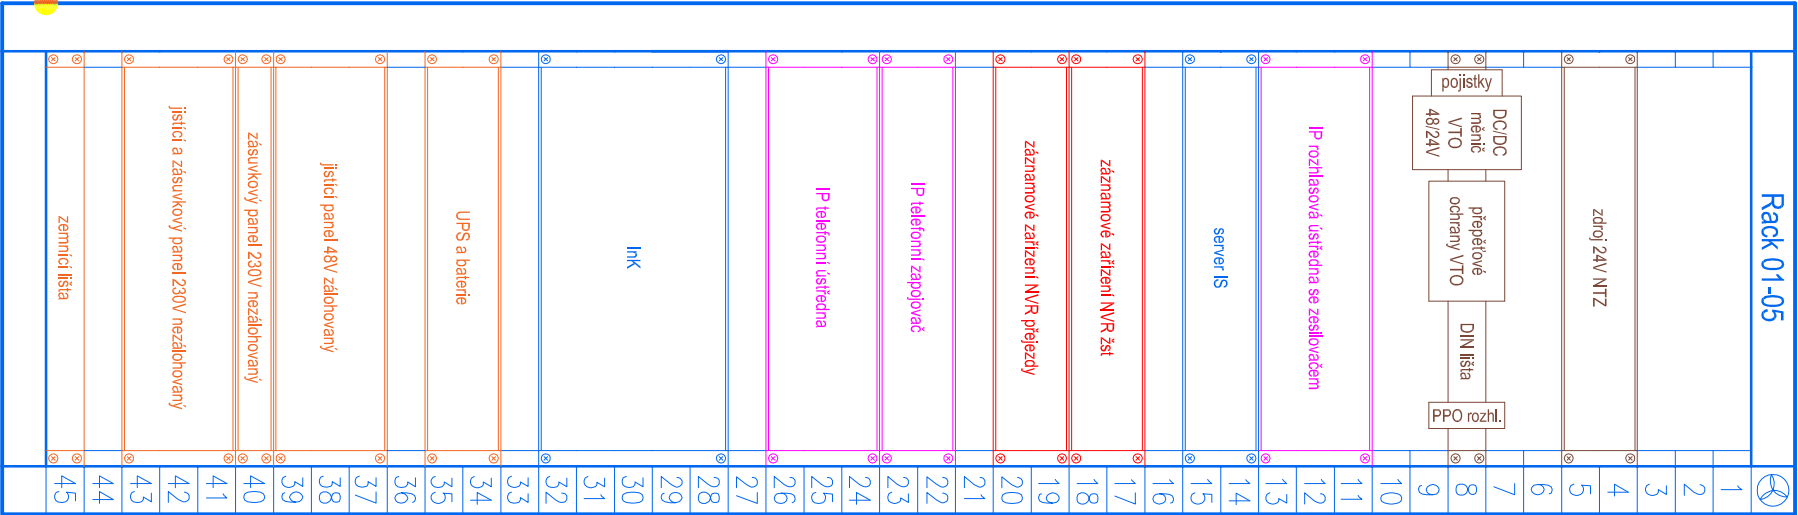 Rack 01-05
1
2
3
4
5
6
7
8
9
10
11
12
13
14
15
16
17
18
19
20
21
22
23
24
25
26
27
28
29
30
31
32
33
34
35
36
37
38
39
40
41
42
43
44
45
zdroj 24V NTZ
pojistky
DC/DC
měnič
VTO
48/24V
přepěťové
ochrany VTO
DIN lišta
PPO rozhl.
IP rozhlasová ústředna se zesilovačem
server IS
záznamové zařízení NVR žst
záznamové zařízení NVR přejezdy
IP telefonní zapojovač
IP telefonní ústředna
InK
UPS a baterie
jistící panel 48V zálohovaný
zásuvkový panel 230V nezálohovaný
jistící a zásuvkový panel 230V nezálohovaný
zemnící lišta